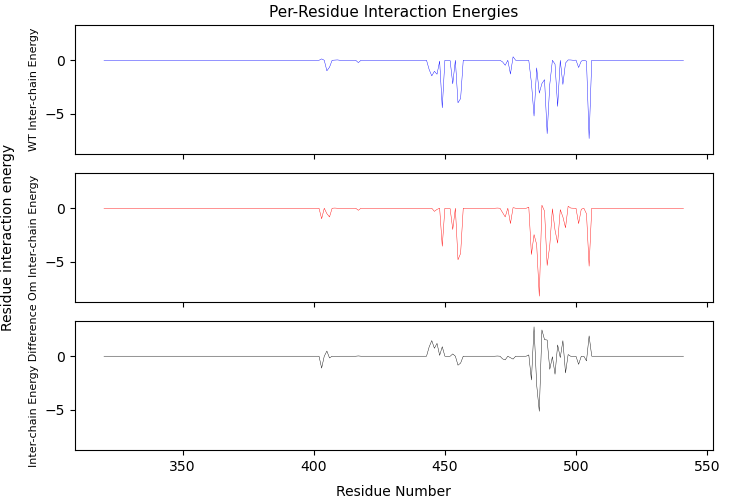 Per-Residue Interaction Energies
Residue interaction energy
WT Inter-chain Energy
0
−5
Om Inter-chain Energy
0
−5
Inter-chain Energy Difference
0
−5
350
400
450
500
550
Residue Number